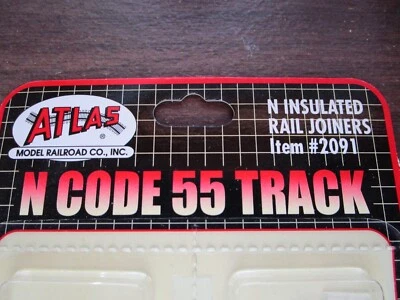 ATLAS
MODEL RAILROAD CO., INC.
N INSULATED
RAIL JOINERS
Item #2091
N CODE 55 TRACK